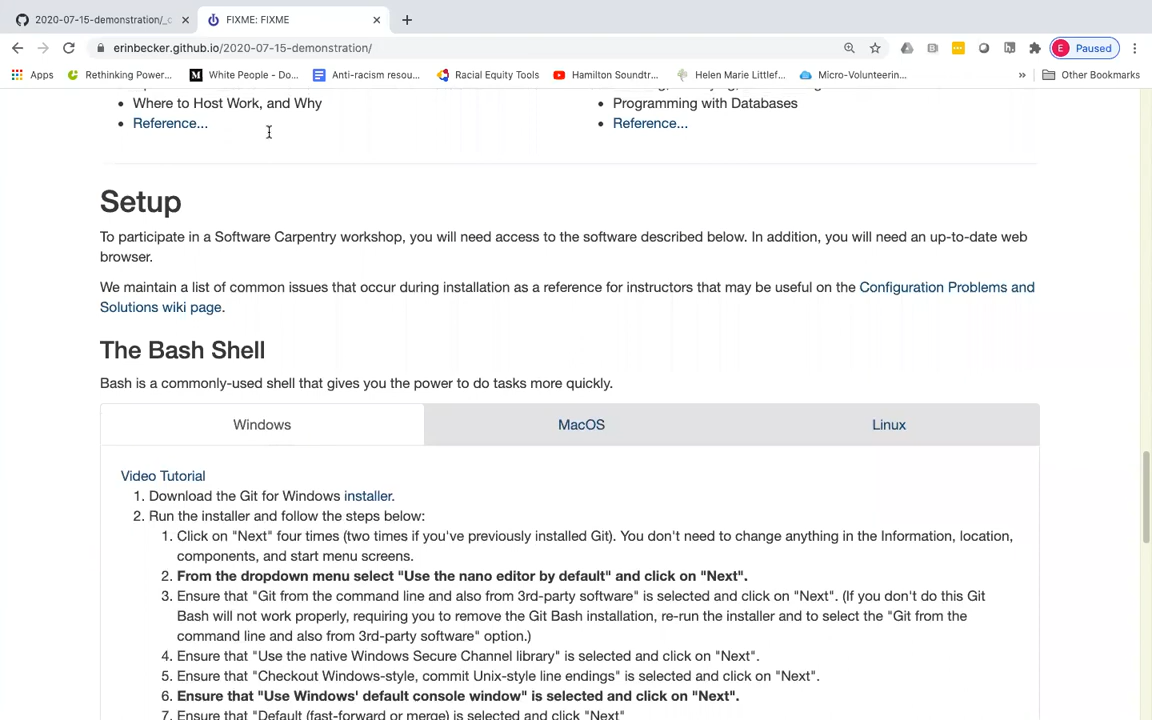 2020-07-15-demonstration/_c
FIXME: FIXME
erinbecker.github.io/2020-07-15-demonstration/
E Paused
Apps
Rethinking Power...
White People - Do...
Anti-racism resou...
Racial Equity Tools
Hamilton Soundtr...
Helen Marie Littlef...
Micro-Volunteerin...
»
Other Bookmarks
• Where to Host Work, and Why
• Reference...
• Programming with Databases
• Reference...
Setup
To participate in a Software Carpentry workshop, you will need access to the software described below. In addition, you will need an up-to-date web
browser.
We maintain a list of common issues that occur during installation as a reference for instructors that may be useful on the Configuration Problems and
Solutions wiki page.
The Bash Shell
Bash is a commonly-used shell that gives you the power to do tasks more quickly.
Windows
MacOS
Linux
Video Tutorial
1. Download the Git for Windows installer.
2. Run the installer and follow the steps below:
1. Click on "Next" four times (two times if you've previously installed Git). You don't need to change anything in the Information, location,
components, and start menu screens.
2. From the dropdown menu select "Use the nano editor by default" and click on "Next".
3. Ensure that "Git from the command line and also from 3rd-party software" is selected and click on "Next". (If you don't do this Git
Bash will not work properly, requiring you to remove the Git Bash installation, re-run the installer and to select the "Git from the
command line and also from 3rd-party software" option.)
4. Ensure that "Use the native Windows Secure Channel library" is selected and click on "Next".
5. Ensure that "Checkout Windows-style, commit Unix-style line endings" is selected and click on "Next".
6. Ensure that "Use Windows' default console window" is selected and click on "Next".
7. Ensure that "Default (fast-forward or merge) is selected and click "Next"